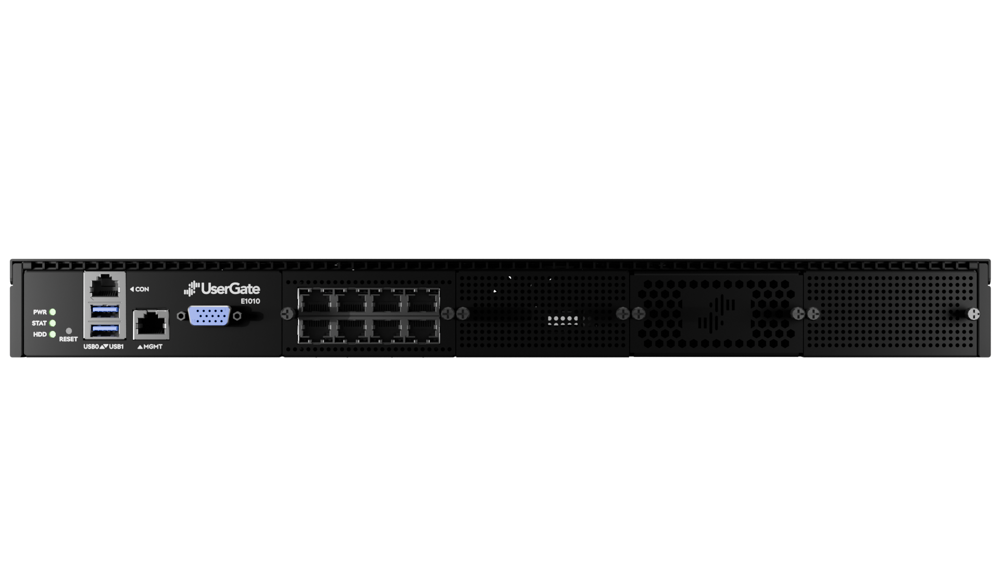 CON
UserGate
E1010
PWR
STAT
HDD
RESET
USB0 USB1
MGMT